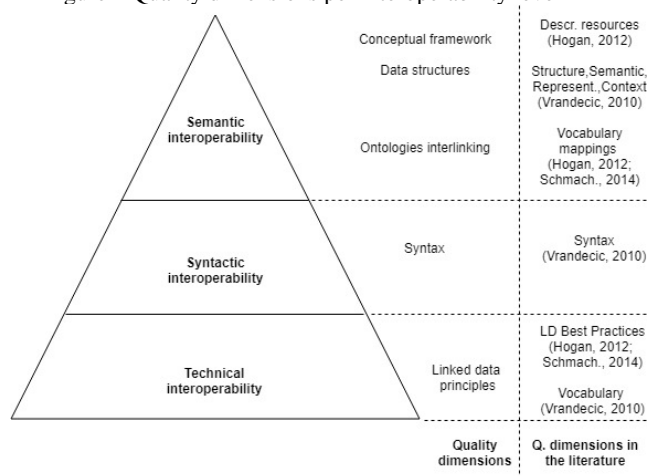 Conceptual framework
Descr. resources
(Hogan, 2012)
Data structures
Structure,Semantic,
Represent.,Context
(Vrandecic, 2010)
Semantic
interoperability
Ontologies interlinking
Vocabulary
mappings
(Hogan, 2012;
Schmach., 2014)
Syntactic
interoperability
Syntax
Syntax
(Vrandecic, 2010)
Technical
interoperability
Linked data
principles
LD Best Practices
(Hogan, 2012;
Schmach., 2014)
Vocabulary
(Vrandecic, 2010)
Quality
dimensions
Q. dimensions in
the literature